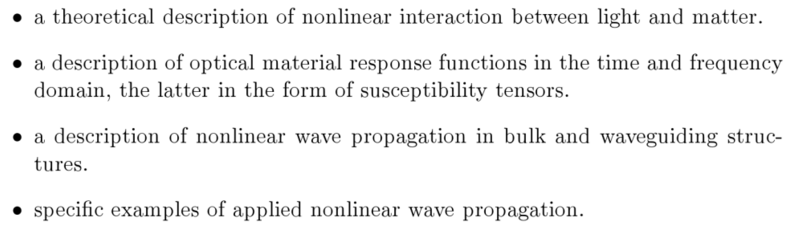 • a theoretical description of nonlinear interaction between light and matter.
• a description of optical material response functions in the time and frequency
domain, the latter in the form of susceptibility tensors.
• a description of nonlinear wave propagation in bulk and waveguiding struc-
tures.
• specific examples of applied nonlinear wave propagation.